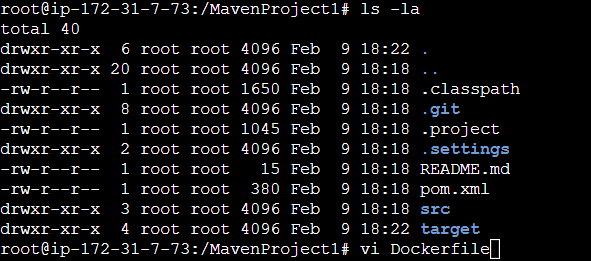 root@ip-172-31-7-73:/MavenProject1# ls -la
total 40
drwxr-xr-x  6 root root 4096 Feb  9 18:22 .
drwxr-xr-x 20 root root 4096 Feb  9 18:18 ..
-rw-r--r--  1 root root 1650 Feb  9 18:18 .classpath
drwxr-xr-x  8 root root 4096 Feb  9 18:18 .git
-rw-r--r--  1 root root 1045 Feb  9 18:18 .project
drwxr-xr-x  2 root root 4096 Feb  9 18:18 .settings
-rw-r--r--  1 root root   15 Feb  9 18:18 README.md
-rw-r--r--  1 root root  380 Feb  9 18:18 pom.xml
drwxr-xr-x  3 root root 4096 Feb  9 18:18 src
drwxr-xr-x  4 root root 4096 Feb  9 18:22 target
root@ip-172-31-7-73:/MavenProject1# vi Dockerfile